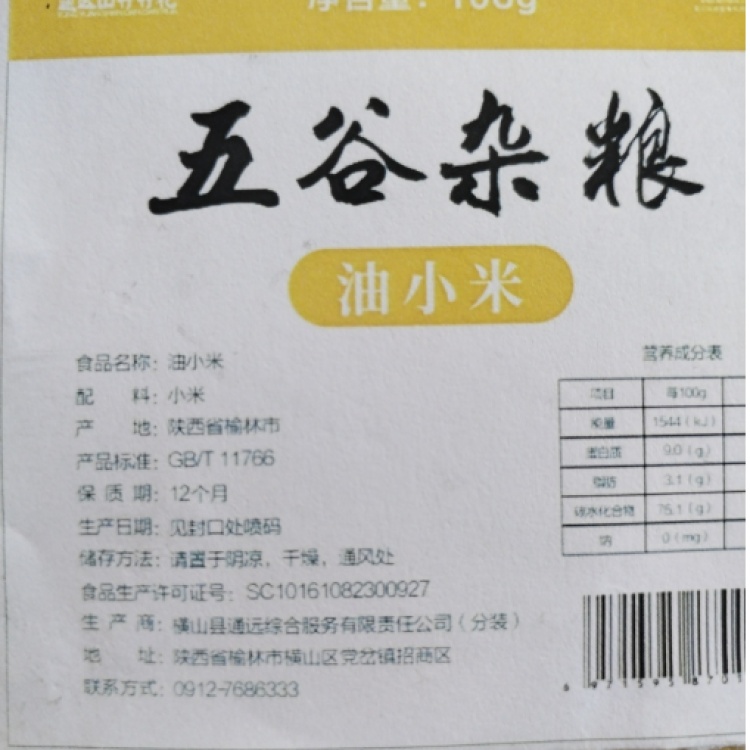 净含量：
五谷杂粮
油小米
食品名称：油小米
配 料：小米
产 地：陕西省榆林市
产品标准：GB/T 11766
保 质 期：12个月
生产日期：见封口处喷码
储存方法：请置于阴凉，干燥，通风处
食品生产许可证号：SC10161082300927
生 产 商：横山县通远综合服务有限责任公司（分装）
地 址：陕西省榆林市横山区党岔镇招商区
联系方式：0912-7686333
营养成分表
项目 每100g
能量 1544（kJ）
蛋白质 9.0（g）
脂肪 3.1（g）
碳水化合物 75.1（g）
钠 0（mg）
6 971595 8701